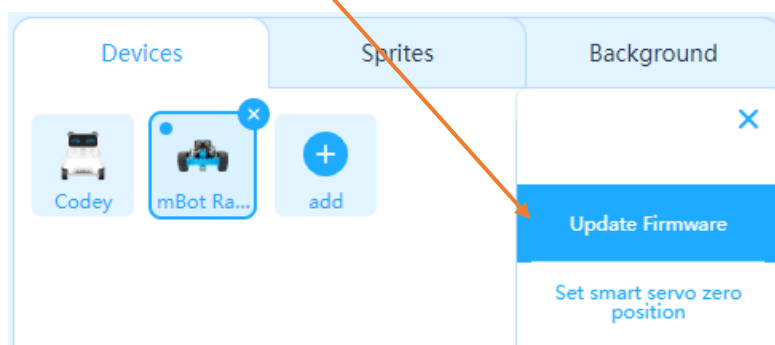 Devices
Sprites
Background
Codey
mBot Ra...
add
Update Firmware
Set smart servo zero
position